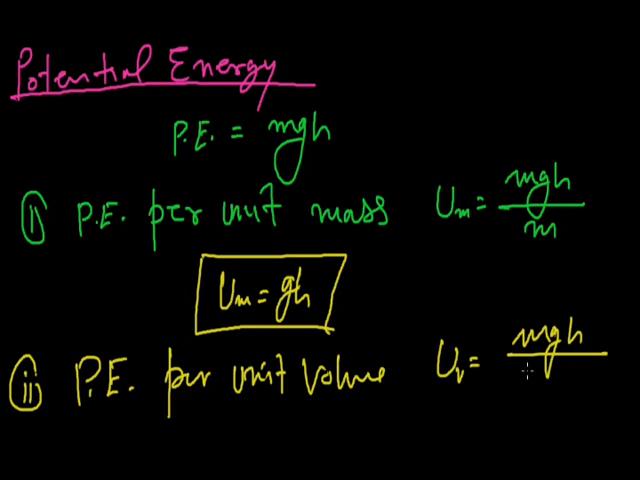 Potential Energy
P.E. = mgh
i) P.E. per unit mass Um = mgh / m
Um = gh
ii) P.E. per unit volume Uv = mgh